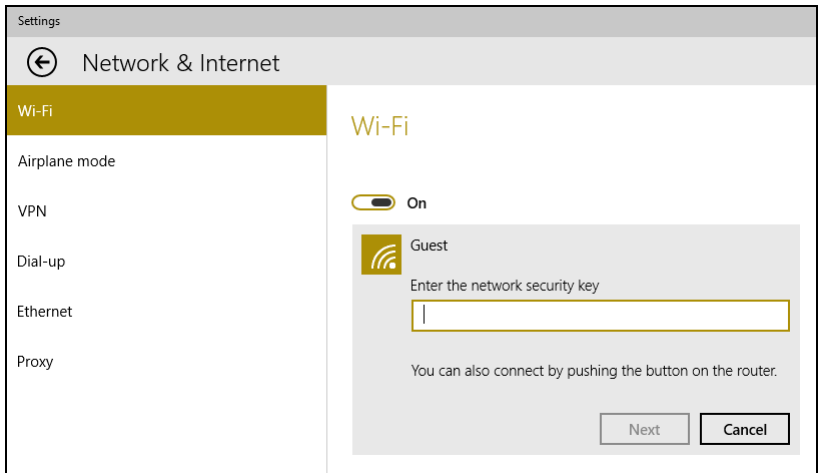 Settings
Network & Internet
Wi-Fi
Airplane mode
VPN
Dial-up
Ethernet
Proxy
Wi-Fi
On
Guest
Enter the network security key
You can also connect by pushing the button on the router.
Next
Cancel